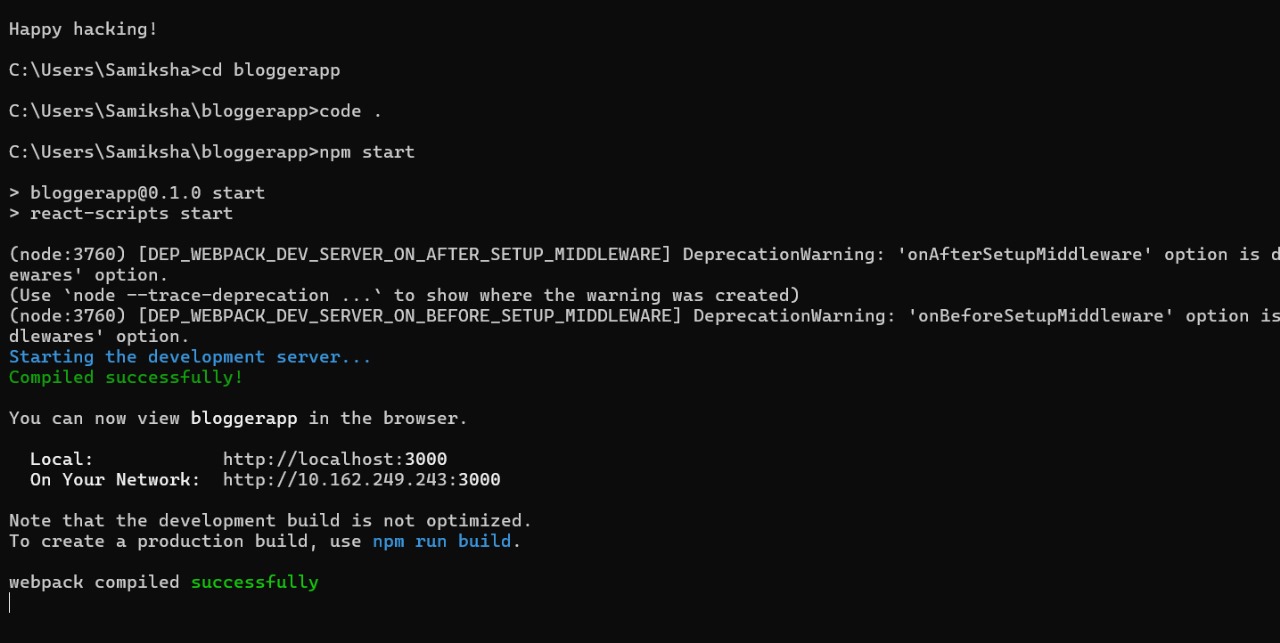 Happy hacking!
C:\Users\Samiksha>cd bloggerapp
C:\Users\Samiksha\bloggerapp>code .
C:\Users\Samiksha\bloggerapp>npm start
> bloggerapp@0.1.0 start
> react-scripts start
(node:3760) [DEP_WEBPACK_DEV_SERVER_ON_AFTER_SETUP_MIDDLEWARE] DeprecationWarning: 'onAfterSetupMiddleware' option is d
ewares' option.
(Use `node --trace-deprecation ...` to show where the warning was created)
(node:3760) [DEP_WEBPACK_DEV_SERVER_ON_BEFORE_SETUP_MIDDLEWARE] DeprecationWarning: 'onBeforeSetupMiddleware' option is
dlewares' option.
Starting the development server...
Compiled successfully!
You can now view bloggerapp in the browser.
Local: http://localhost:3000
On Your Network: http://10.162.249.243:3000
Note that the development build is not optimized.
To create a production build, use npm run build.
webpack compiled successfully